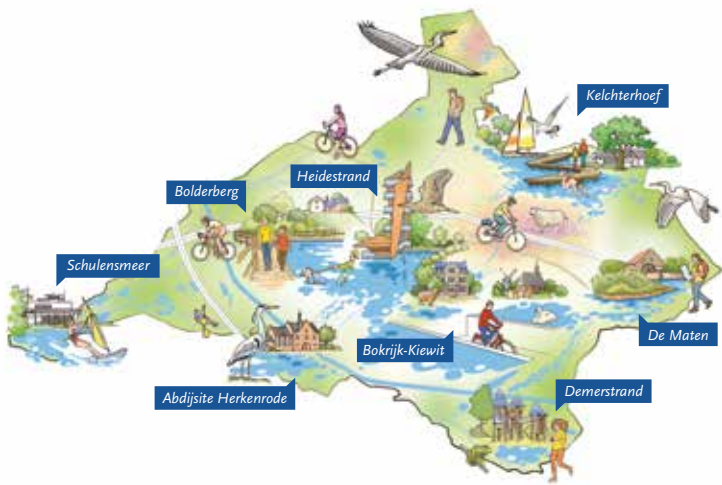 Kelchterhoef
Heidestrand
Bolderberg
Schulensmeer
De Maten
Bokrijk-Kiewit
Abdijsite Herkenrode
Demerstrand